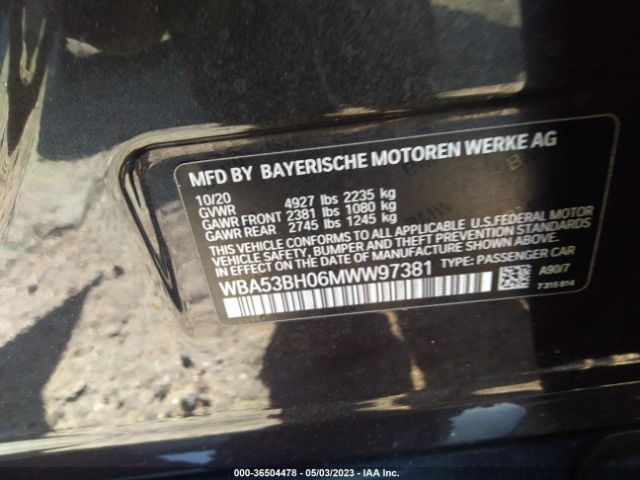 MFD BY BAYERISCHE MOTOREN WERKE AG
10/20
GVWR 4927 lbs 2235 kg
GAWR FRONT 2381 lbs 1080 kg
GAWR REAR 2745 lbs 1245 kg
THIS VEHICLE CONFORMS TO ALL APPLICABLE U.S.FEDERAL MOTOR
VEHICLE SAFETY, BUMPER AND THEFT PREVENTION STANDARDS
IN EFFECT ON THE DATE OF MANUFACTURE SHOWN ABOVE.
WBA53BH06MWW97381 TYPE: PASSENGER CAR
A90/7
7 315 814
000-36504478 - 05/03/2023 - IAA Inc.